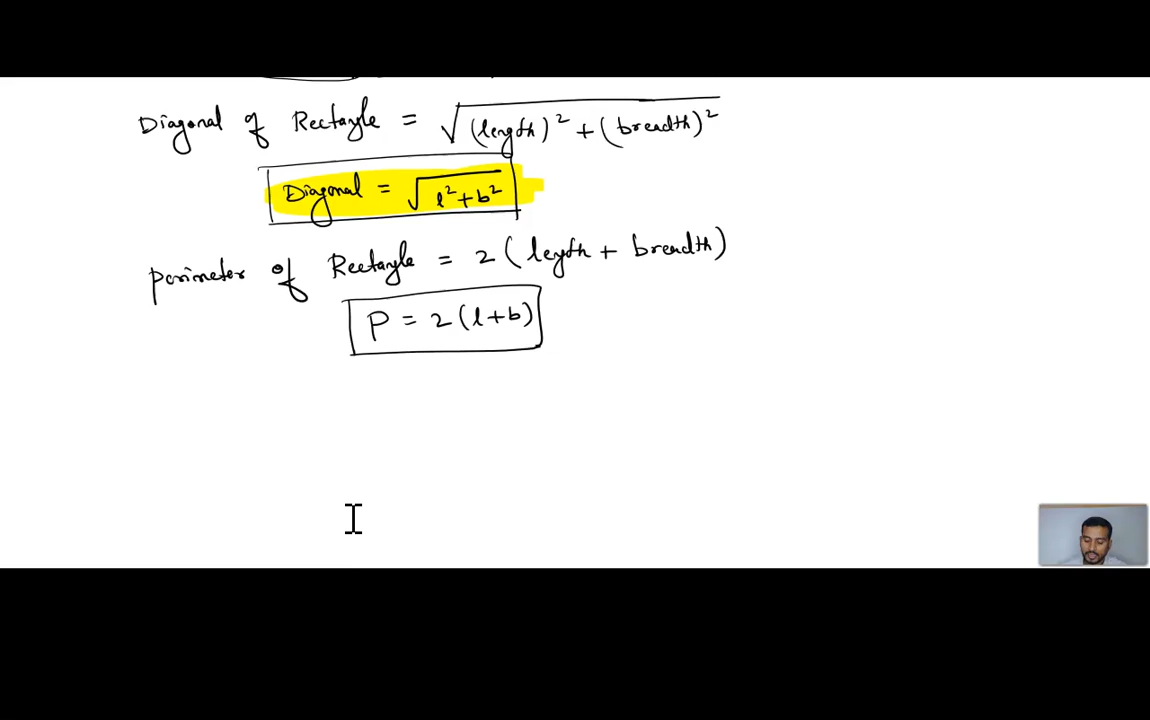 Diagonal of Rectangle = √(length)² + (breadth)²
Diagonal = √l² + b²
perimeter of Rectangle = 2 (length + breadth)
P = 2 (l + b)